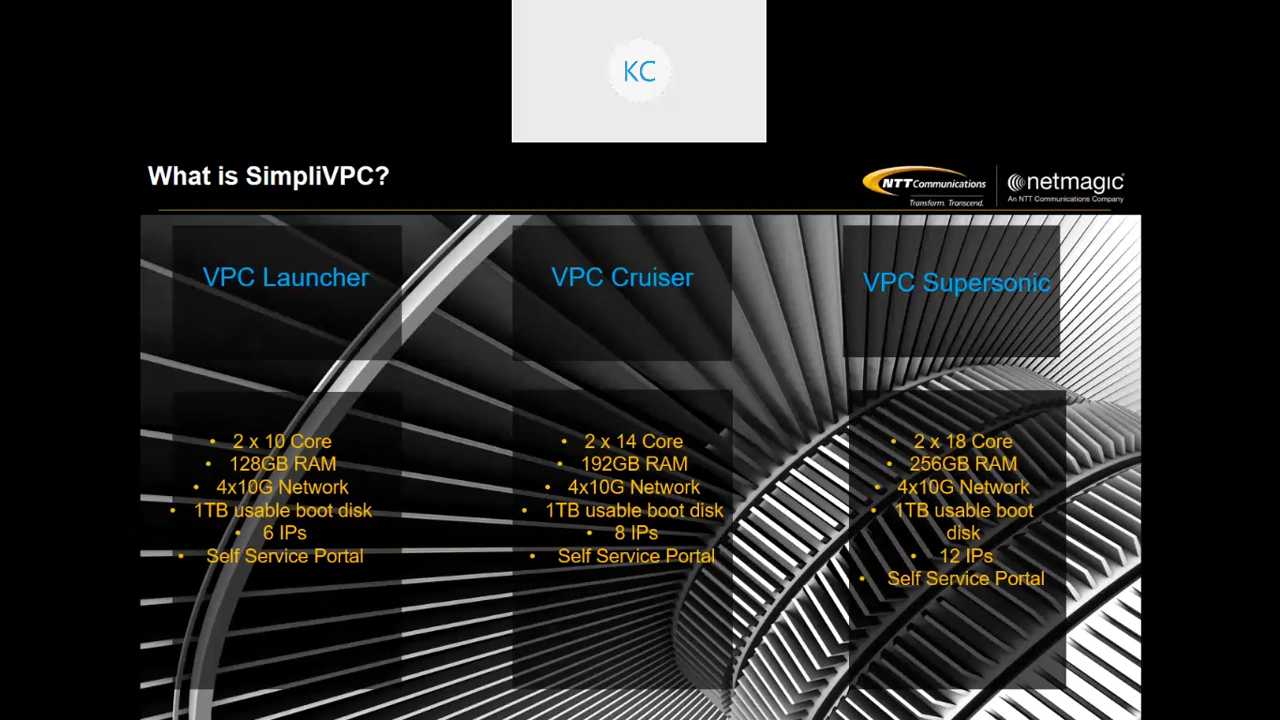 KC
What is SimpliVPC?
NTT Communications
Transform. Transcend.
netmagic
An NTT Communications Company
VPC Launcher
• 2 x 10 Core
• 128GB RAM
• 4x10G Network
• 1TB usable boot disk
• 6 IPs
• Self Service Portal
VPC Cruiser
• 2 x 14 Core
• 192GB RAM
• 4x10G Network
• 1TB usable boot disk
• 8 IPs
• Self Service Portal
VPC Supersonic
• 2 x 18 Core
• 256GB RAM
• 4x10G Network
• 1TB usable boot
disk
• 12 IPs
• Self Service Portal